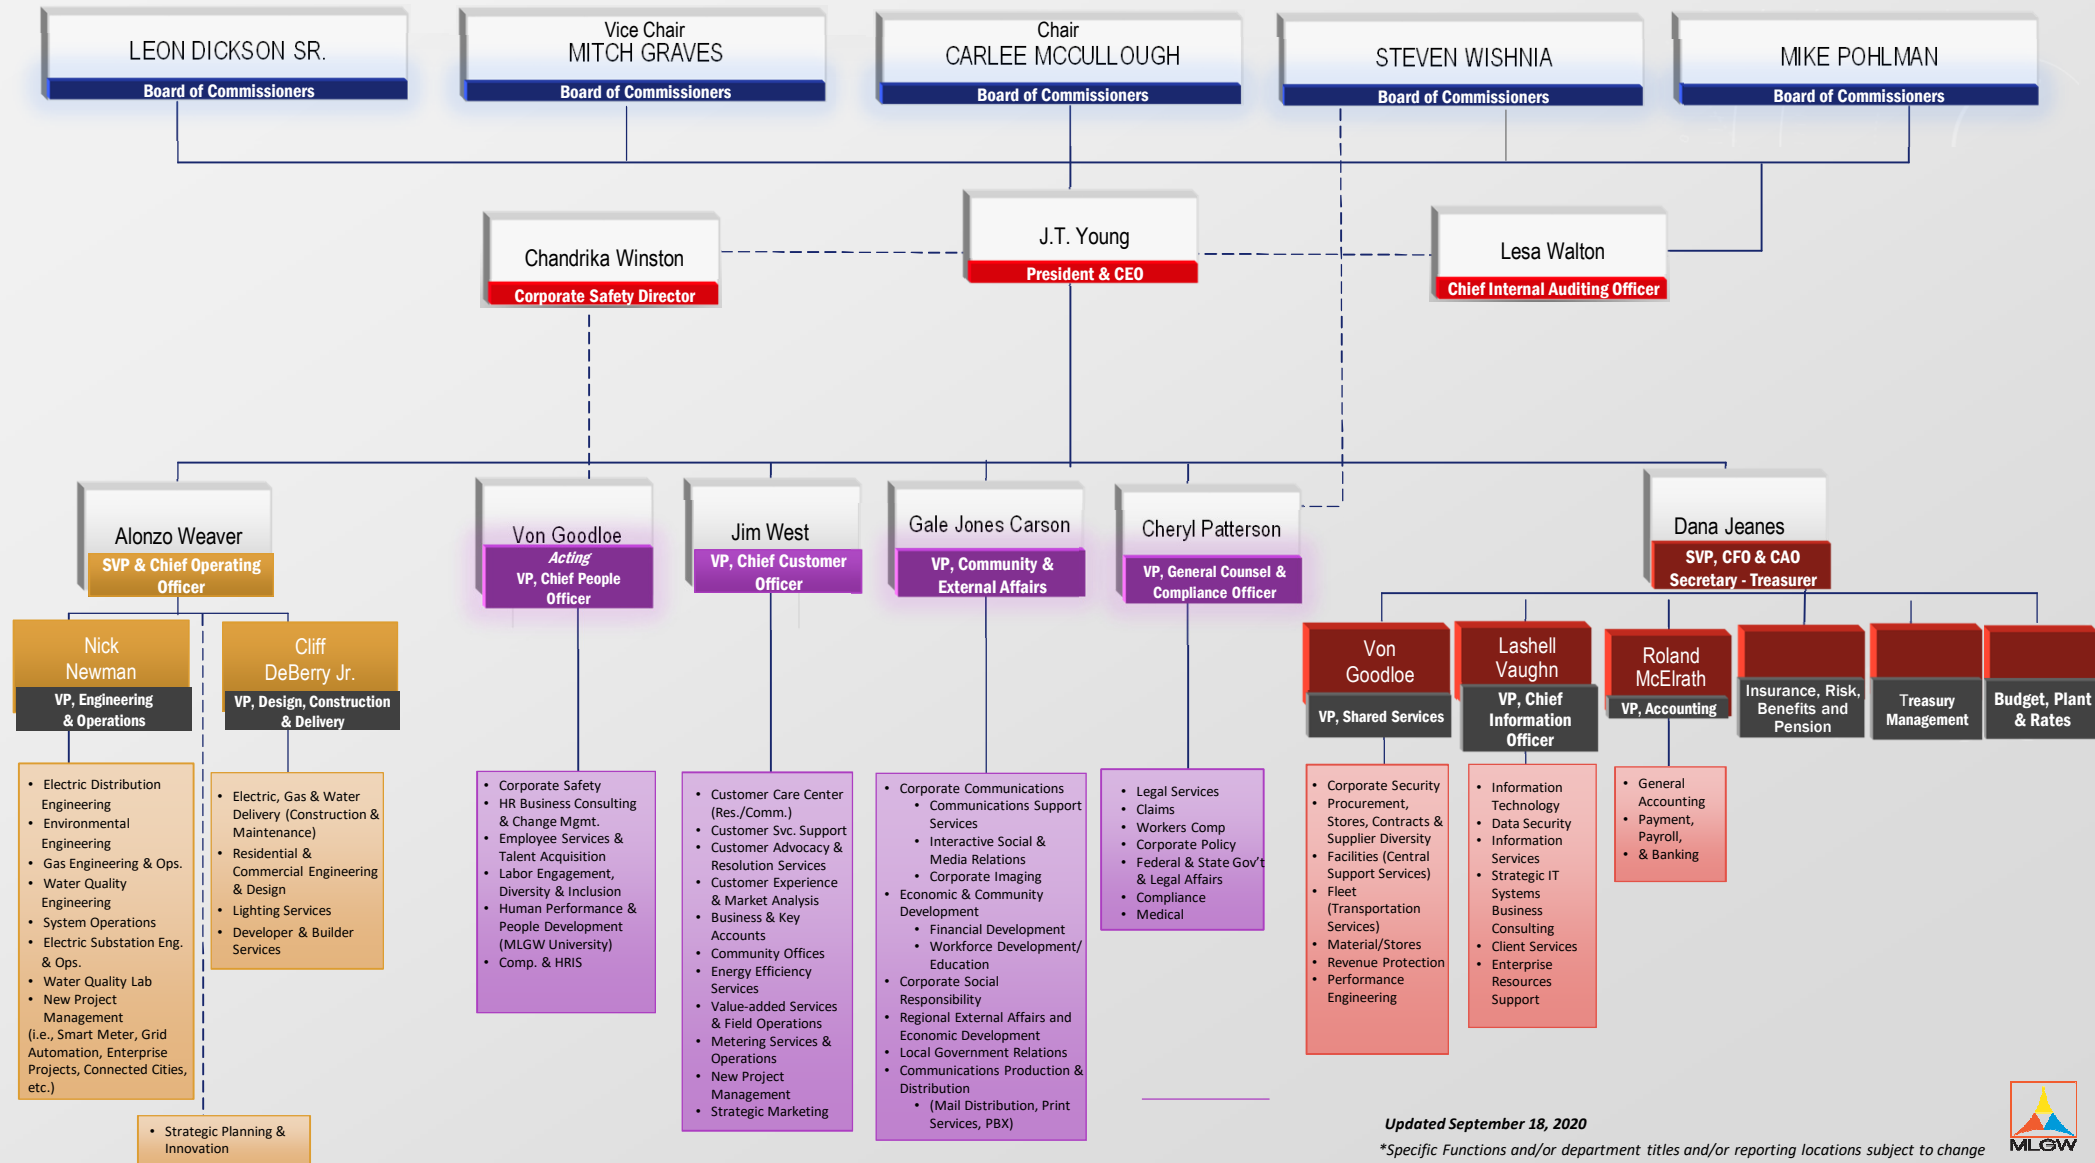 LEON DICKSON SR.
Board of Commissioners
Vice Chair
MITCH GRAVES
Board of Commissioners
Chair
CARLEE MCCULLOUGH
Board of Commissioners
STEVEN WISHNIA
Board of Commissioners
MIKE POHLMAN
Board of Commissioners
Chandrika Winston
Corporate Safety Director
J.T. Young
President & CEO
Lesa Walton
Chief Internal Auditing Officer
Alonzo Weaver
SVP & Chief Operating
Officer
Von Goodloe
Acting
VP, Chief People
Officer
Jim West
VP, Chief Customer
Officer
Gale Jones Carson
VP, Community &
External Affairs
Cheryl Patterson
VP, General Counsel &
Compliance Officer
Dana Jeanes
SVP, CFO & CAO
Secretary - Treasurer
Nick
Newman
VP, Engineering
& Operations
Cliff
DeBerry Jr.
VP, Design, Construction
& Delivery
Von
Goodloe
VP, Shared Services
Lashell
Vaughn
VP, Chief
Information
Officer
Roland
McElrath
VP, Accounting
Insurance, Risk,
Benefits and
Pension
Treasury
Management
Budget, Plant
& Rates
• Electric Distribution
Engineering
• Environmental
Engineering
• Gas Engineering & Ops.
• Water Quality
Engineering
• System Operations
• Electric Substation Eng.
& Ops.
• Water Quality Lab
• New Project
Management
(i.e., Smart Meter, Grid
Automation, Enterprise
Projects, Connected Cities,
etc.)
• Electric, Gas & Water
Delivery (Construction &
Maintenance)
• Residential &
Commercial Engineering
& Design
• Lighting Services
• Developer & Builder
Services
• Strategic Planning &
Innovation
• Corporate Safety
• HR Business Consulting
& Change Mgmt.
• Employee Services &
Talent Acquisition
• Labor Engagement,
Diversity & Inclusion
• Human Performance &
People Development
(MLGW University)
• Comp. & HRIS
• Customer Care Center
(Res./Comm.)
• Customer Svc. Support
• Customer Advocacy &
Resolution Services
• Customer Experience
& Market Analysis
• Business & Key
Accounts
• Community Offices
• Energy Efficiency
Services
• Value-added Services
& Field Operations
• Metering Services &
Operations
• New Project
Management
• Strategic Marketing
• Corporate Communications
• Communications Support
Services
• Interactive Social &
Media Relations
• Corporate Imaging
• Economic & Community
Development
• Financial Development
• Workforce Development/
Education
• Corporate Social
Responsibility
• Regional External Affairs and
Economic Development
• Local Government Relations
• Communications Production &
Distribution
• (Mail Distribution, Print
Services, PBX)
• Legal Services
• Claims
• Workers Comp
• Corporate Policy
• Federal & State Gov't
& Legal Affairs
• Compliance
• Medical
• Corporate Security
• Procurement,
Stores, Contracts &
Supplier Diversity
• Facilities (Central
Support Services)
• Fleet
(Transportation
Services)
• Material/Stores
• Revenue Protection
• Performance
Engineering
• Information
Technology
• Data Security
• Information
Services
• Strategic IT
Systems
Business
Consulting
• Client Services
• Enterprise
Resources
Support
• General
Accounting
• Payment,
Payroll,
• & Banking
Updated September 18, 2020
*Specific Functions and/or department titles and/or reporting locations subject to change
MLGW